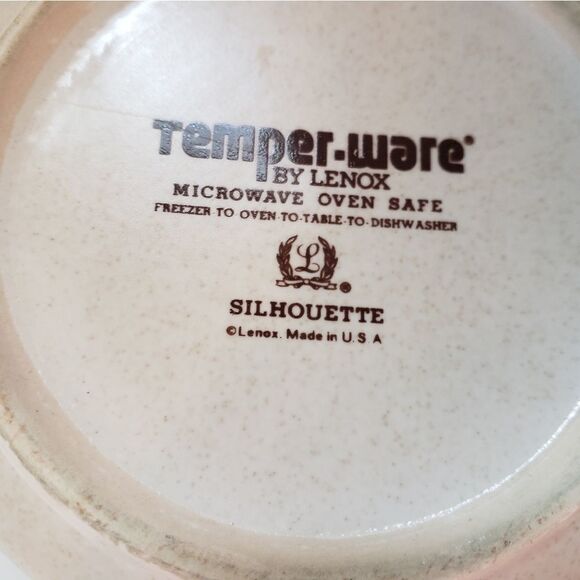 Temper-ware®
BY LENOX
MICROWAVE OVEN SAFE
FREEZER-TO-OVEN-TO-TABLE-TO-DISHWASHER
L
®
SILHOUETTE
©Lenox. Made in U.S.A